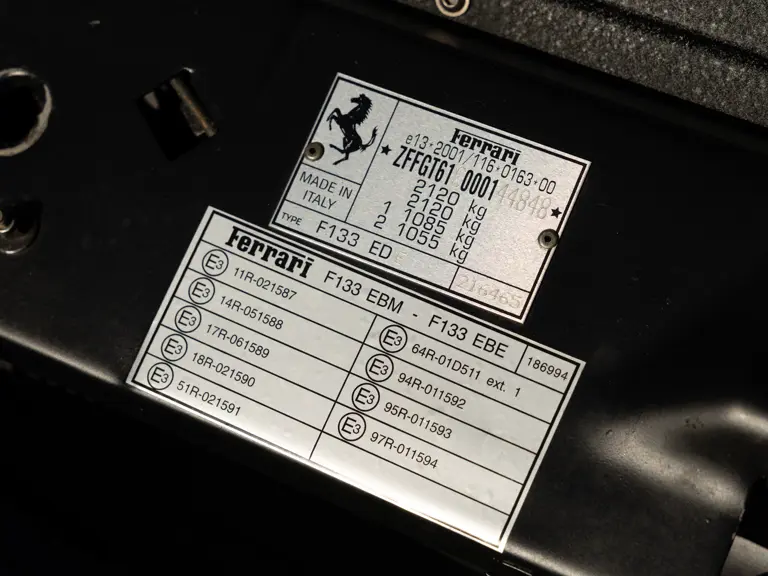 Ferrari
e13*2001/116*0163*00
*ZFFGT61 000114848*
2120 kg
2120 kg
1 1085 kg
2 1055 kg
MADE IN
ITALY
TYPE F133 ED
216465
Ferrari F133 EBM - F133 EBE 186994
E3 11R-021587
E3 14R-051588
E3 17R-061589
E3 18R-021590
E3 51R-021591
E3 64R-01D511 ext. 1
E3 94R-011592
E3 95R-011593
E3 97R-011594